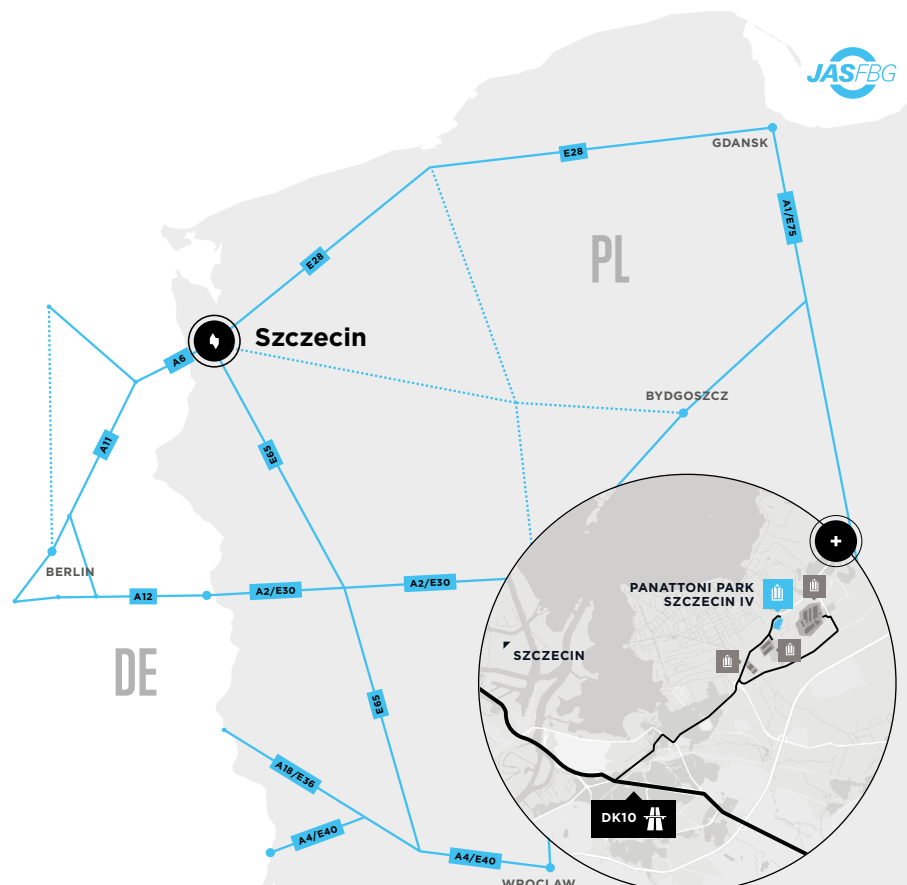 JASFBG
GDANSK
E28
A1/E75
PL
E28
Szczecin
A6
BYDGOSZCZ
A11
E65
BERLIN
A12
A2/E30
A2/E30
PANATTONI PARK
SZCZECIN IV
SZCZECIN
DE
E65
A18/E36
A4/E40
A4/E40
DK10
WROCLAW